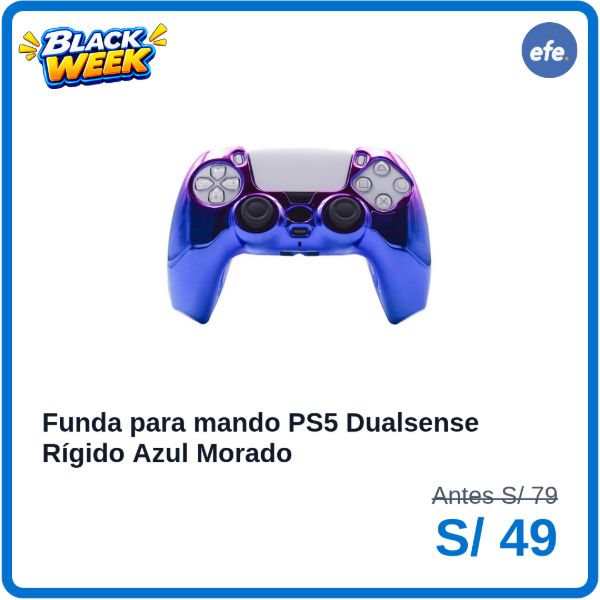 BLACK
WEEK
efe.
Funda para mando PS5 Dualsense
Rígido Azul Morado
Antes S/ 79
S/ 49